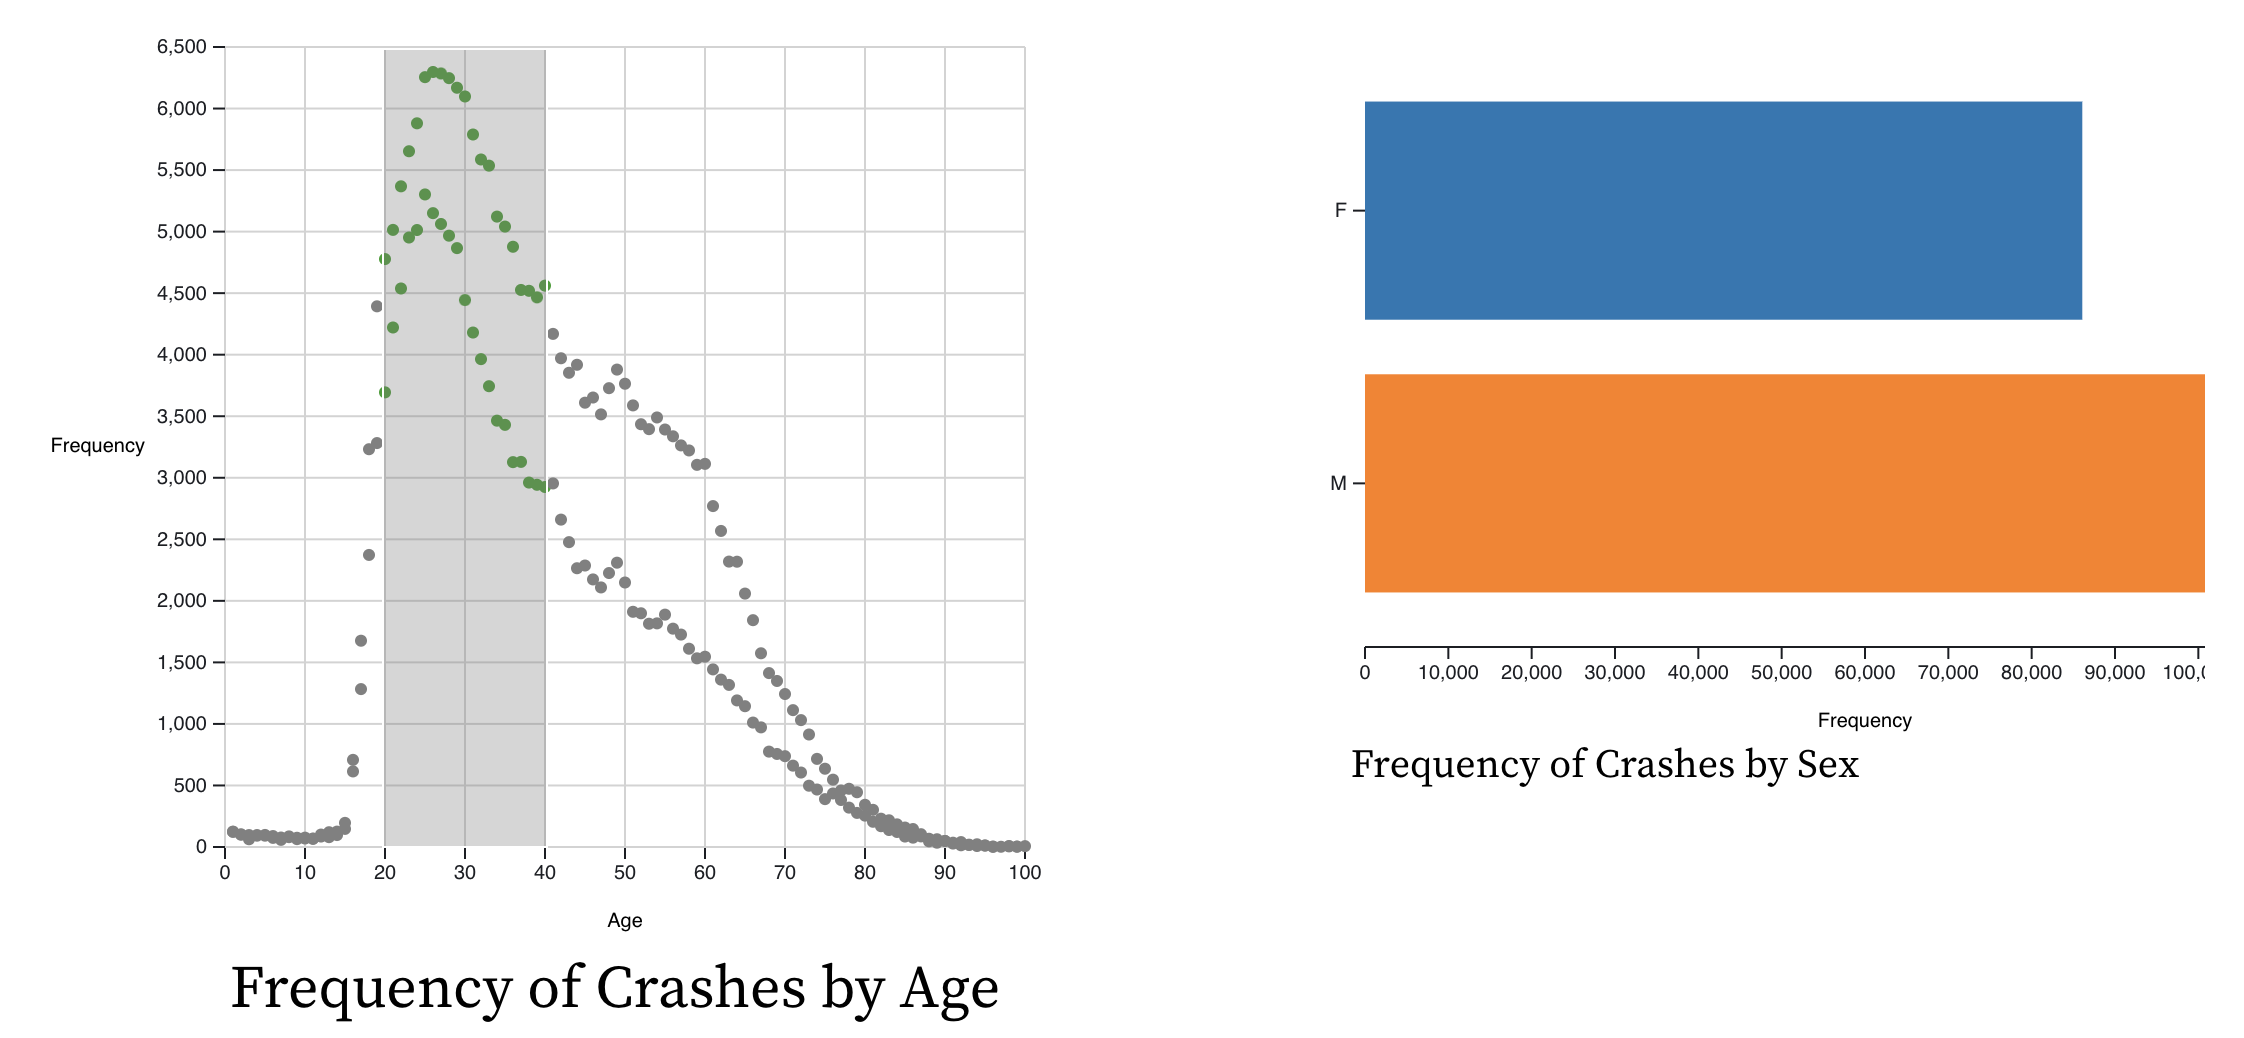 6,500
6,000
5,500
5,000
4,500
4,000
3,500
3,000
2,500
2,000
1,500
1,000
500
0
Frequency
0 10 20 30 40 50 60 70 80 90 100
Age
Frequency of Crashes by Age
F
M
0 10,000 20,000 30,000 40,000 50,000 60,000 70,000 80,000 90,000 100,0
Frequency
Frequency of Crashes by Sex